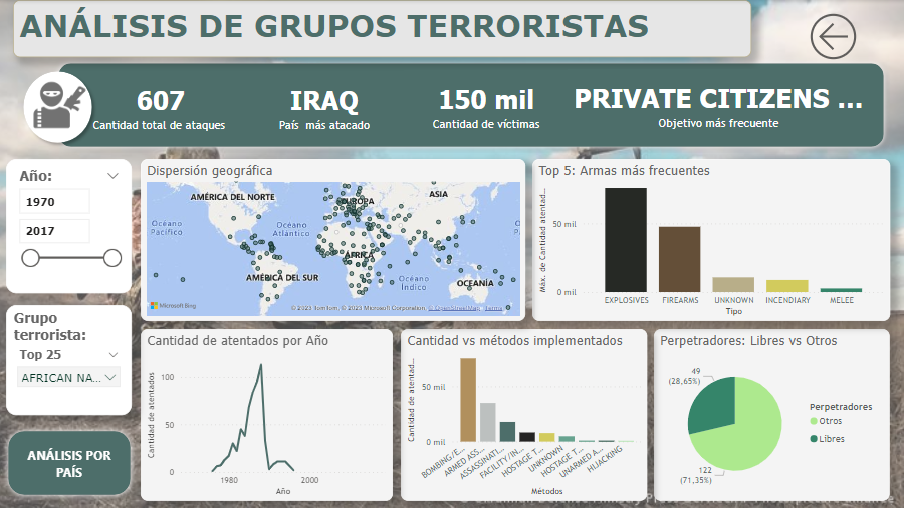 ANÁLISIS DE GRUPOS TERRORISTAS
607
Cantidad total de ataques
IRAQ
País más atacado
150 mil
Cantidad de víctimas
PRIVATE CITIZENS ...
Objetivo más frecuente
Año:
1970
2017
Grupo
terrorista:
Top 25
AFRICAN NA...
ANÁLISIS POR
PAÍS
Dispersión geográfica
AMÉRICA DEL NORTE
EUROPA
ASIA
Océano
Pacífico
Océano
Atlántico
ÁFRICA
AMÉRICA DEL SUR
Océano
Índico
OCEANÍA
Microsoft Bing
© 2023 TomTom, © 2023 Microsoft Corporation, © OpenStreetMap Terms
Top 5: Armas más frecuentes
Máx. de Cantidad atentad...
50 mil
0 mil
EXPLOSIVES
FIREARMS
UNKNOWN
INCENDIARY
MELEE
Tipo
Cantidad de atentados por Año
Cantidad de atentados
100
50
0
1980
2000
Año
Cantidad vs métodos implementados
Cantidad de atentad...
50 mil
0 mil
BOMBING/E...
ARMED ASS...
ASSASSINATI...
FACILITY/IN...
HOSTAGE T...
UNKNOWN
HOSTAGE T...
UNARMED A...
HIJACKING
Métodos
Perpetradores: Libres vs Otros
49
(28,65%)
122
(71,35%)
Perpetradores
Otros
Libres